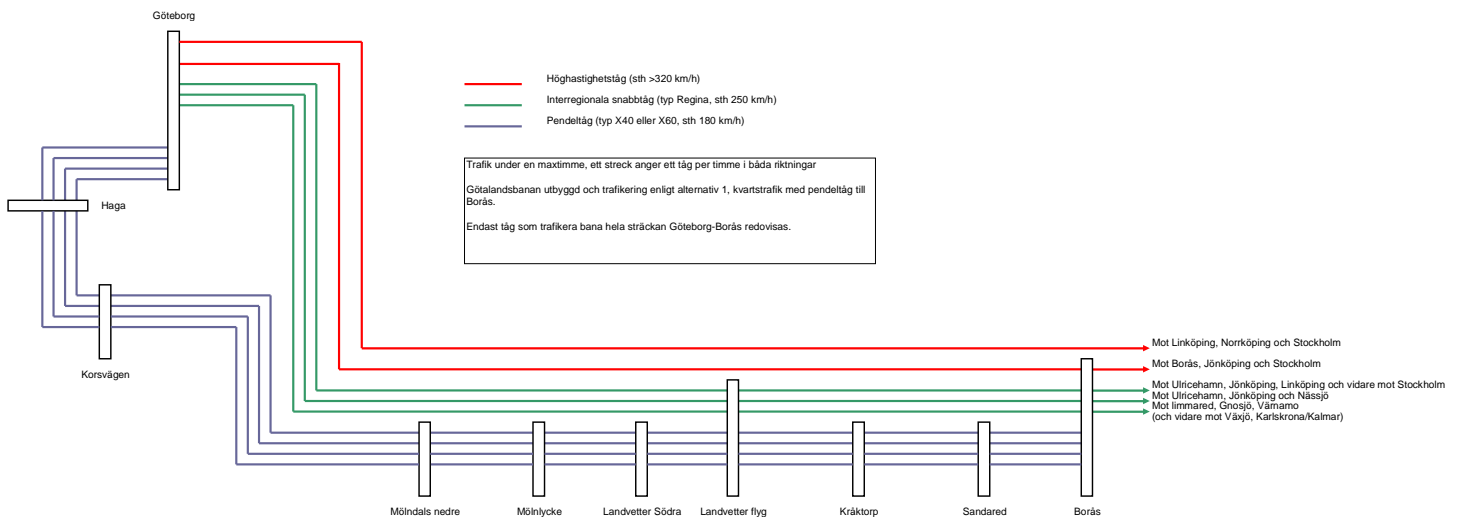 Göteborg
Höghastighetståg (sth >320 km/h)
Interregionala snabbtåg (typ Regina, sth 250 km/h)
Pendeltåg (typ X40 eller X60, sth 180 km/h)
Trafik under en maxtimme, ett streck anger ett tåg per timme i båda riktningar
Götalandsbanan utbyggd och trafikering enligt alternativ 1, kvartstrafik med pendeltåg till
Borås.
Endast tåg som trafikera bana hela sträckan Göteborg-Borås redovisas.
Haga
Korsvägen
Mot Linköping, Norrköping och Stockholm
Mot Borås, Jönköping och Stockholm
Mot Ulricehamn, Jönköping, Linköping och vidare mot Stockholm
Mot Ulricehamn, Jönköping och Nässjö
Mot limmared, Gnosjö, Värnamo
(och vidare mot Växjö, Karlskrona/Kalmar)
Mölndals nedre
Mölnlycke
Landvetter Södra
Landvetter flyg
Kråktorp
Sandared
Borås